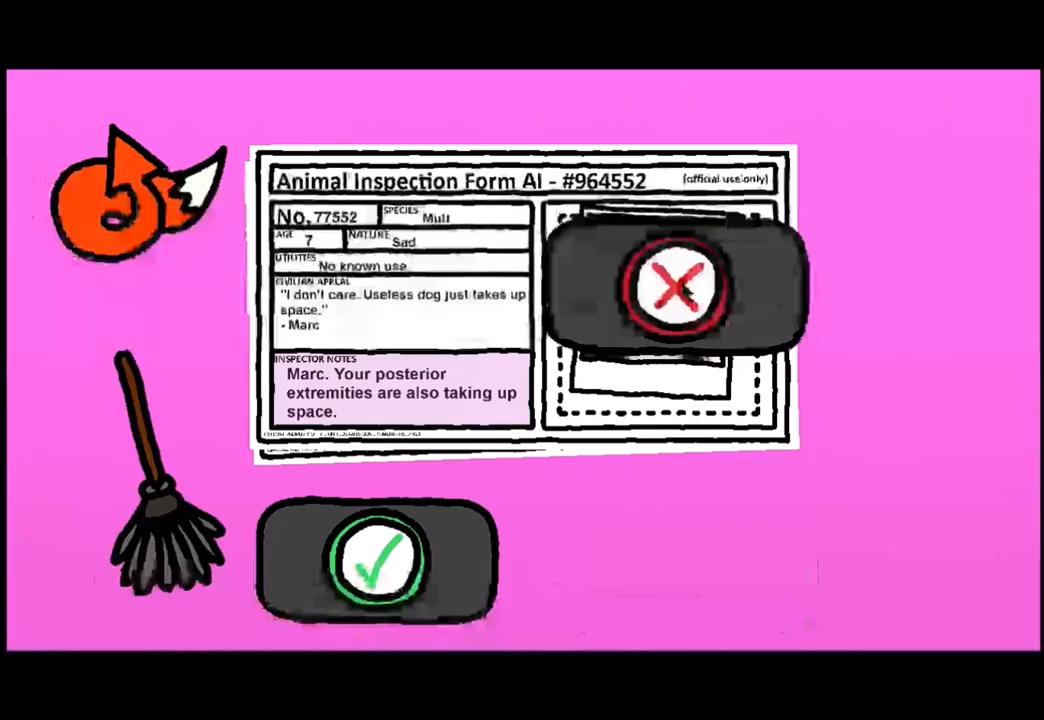 Animal Inspection Form AI - #964552 (official use only)
No. 77552 SPECIES Mutt
AGE 7 NATURE Sad
UTILITIES No known use
CIVILIAN APPEAL
"I don't care. Useless dog just takes up
space."
- Marc
INSPECTOR NOTES
Marc. Your posterior
extremities are also taking up
space.